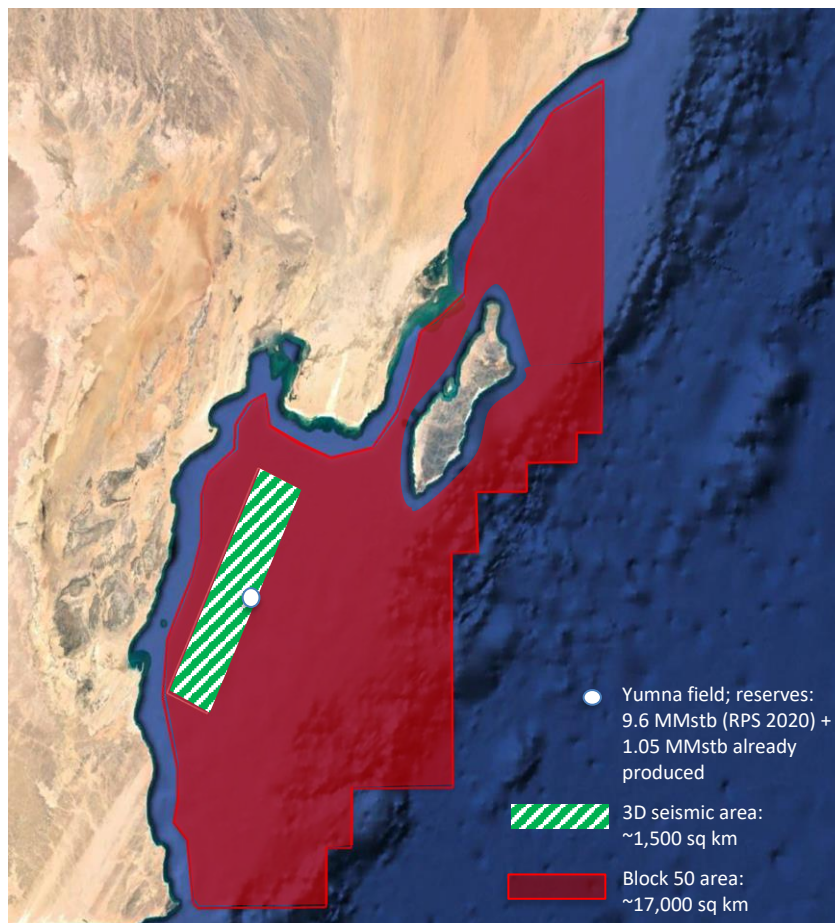 Yumna field; reserves:
9.6 MMstb (RPS 2020) +
1.05 MMstb already
produced
3D seismic area:
~1,500 sq km
Block 50 area:
~17,000 sq km